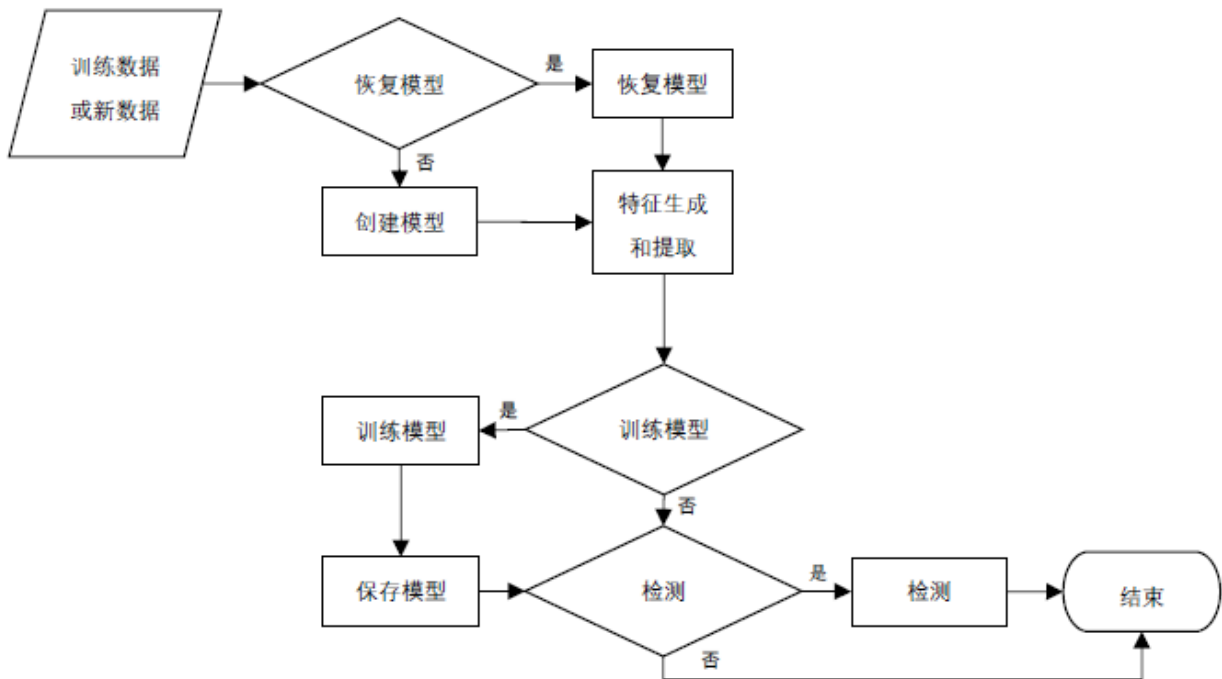 训练数据
或新数据
恢复模型
是
恢复模型
否
创建模型
特征生成
和提取
训练模型
是
训练模型
否
保存模型
检测
是
检测
结束
否